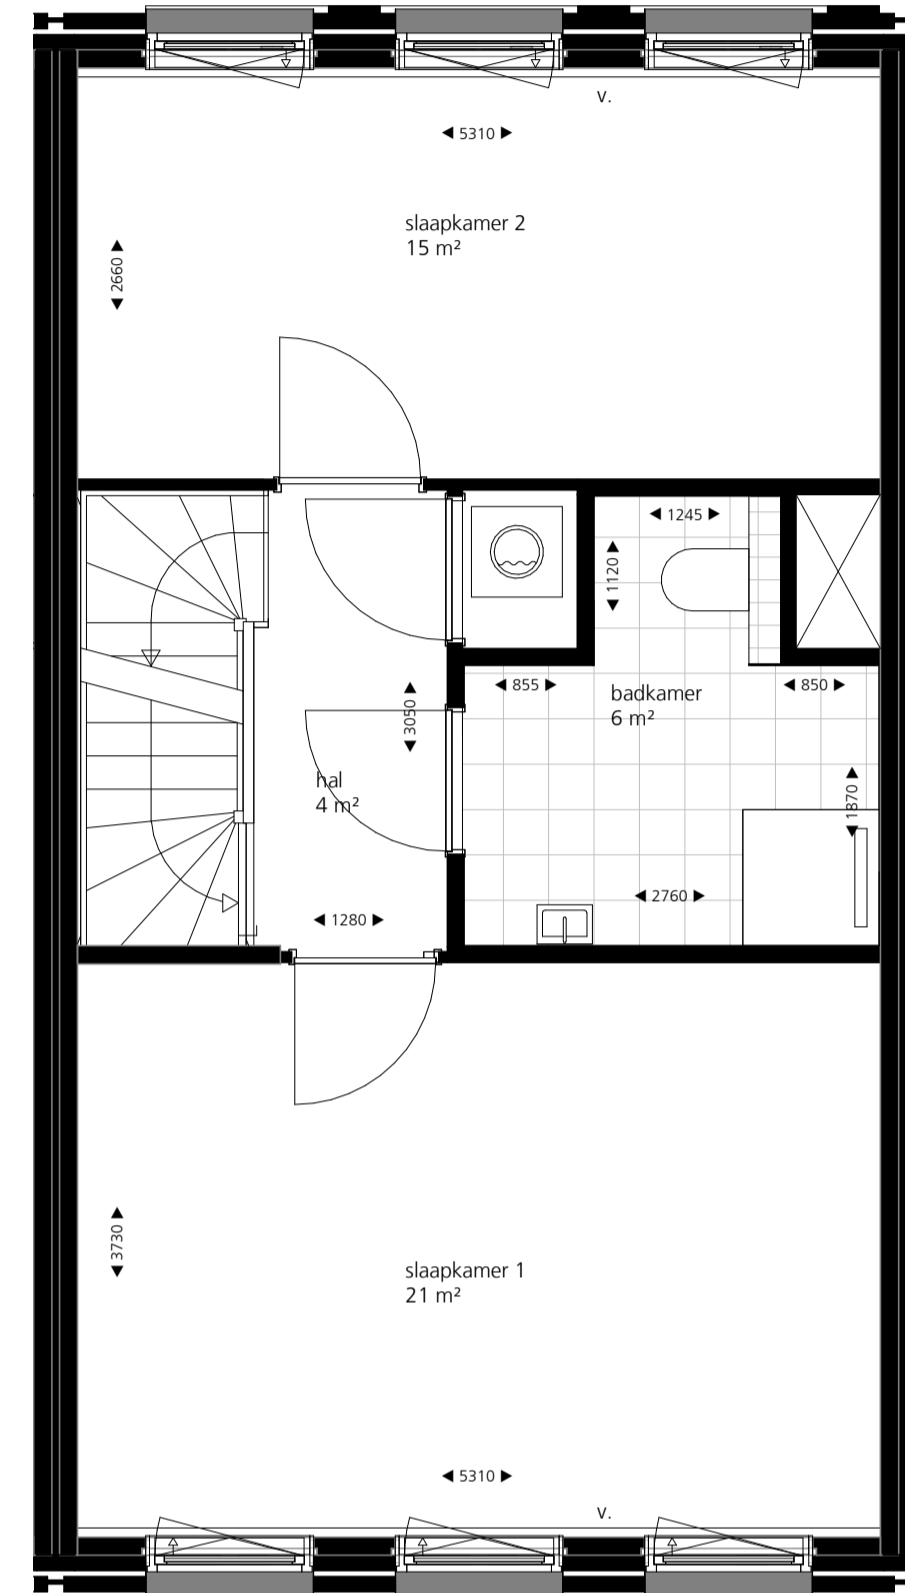 v.
5310
slaapkamer 2
15 m²
2660
1245
1120
855
badkamer
6 m²
850
3050
hal
4 m²
1870
2760
1280
3730
slaapkamer 1
21 m²
5310
v.